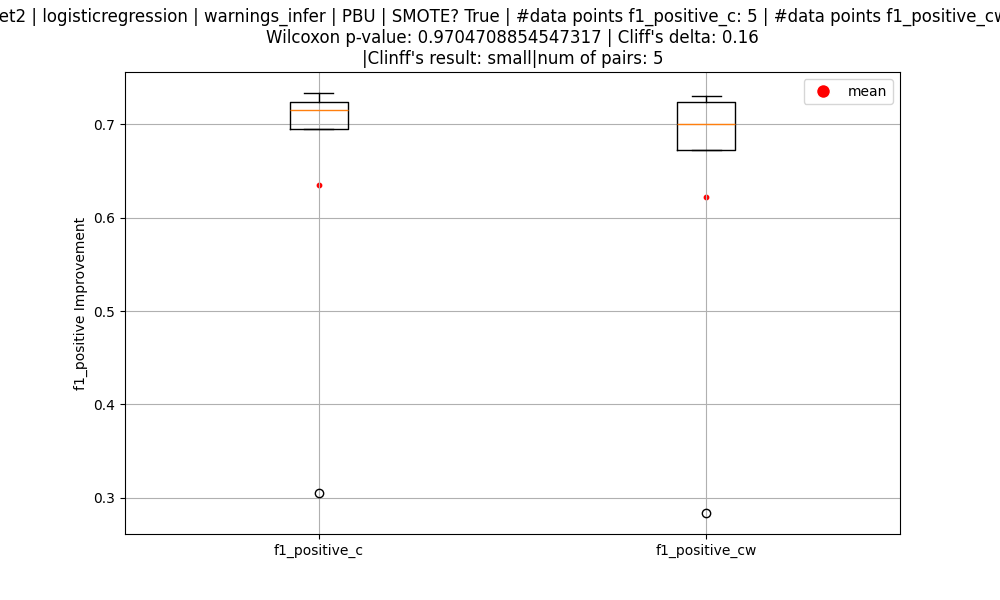 et2 | logisticregression | warnings_infer | PBU | SMOTE? True | #data points f1_positive_c: 5 | #data points f1_positive_cw
Wilcoxon p-value: 0.9704708854547317 | Cliff's delta: 0.16
|Clinff's result: small|num of pairs: 5
mean
0.7
0.6
0.5
0.4
0.3
f1_positive Improvement
f1_positive_c
f1_positive_cw